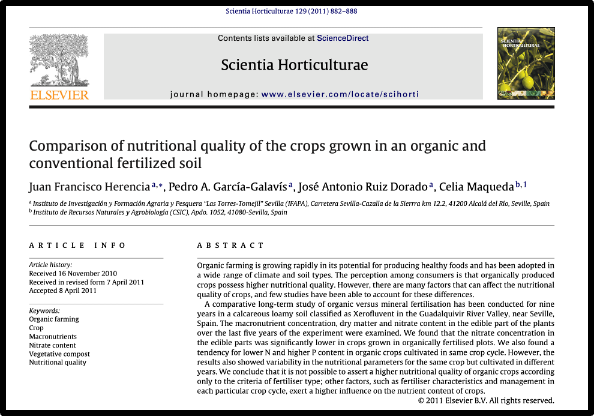 Scientia Horticulturae 129 (2011) 882–888
Contents lists available at ScienceDirect
Scientia Horticulturae
journal homepage: www.elsevier.com/locate/scihorti
ELSEVIER
Comparison of nutritional quality of the crops grown in an organic and
conventional fertilized soil
Juan Francisco Herencia a,*, Pedro A. García-Galavís a, José Antonio Ruiz Dorado a, Celia Maqueda b,1
a Instituto de Investigación y Formación Agraria y Pesquera "Las Torres-Tomejil" Sevilla (IFAPA), Carretera Sevilla-Cazalla de la Sierrra km 12.2, 41200 Alcalá del Río, Seville, Spain
b Instituto de Recursos Naturales y Agrobiología (CSIC), Apdo. 1052, 41080-Sevilla, Spain
ARTICLE INFO
Article history:
Received 16 November 2010
Received in revised form 7 April 2011
Accepted 8 April 2011
Keywords:
Organic farming
Crop
Macronutrients
Nitrate content
Vegetative compost
Nutritional quality
ABSTRACT
Organic farming is growing rapidly in its potential for producing healthy foods and has been adopted in
a wide range of climate and soil types. The perception among consumers is that organically produced
crops possess higher nutritional quality. However, there are many factors that can affect the nutritional
quality of crops, and few studies have been able to account for these differences.
A comparative long-term study of organic versus mineral fertilisation has been conducted for nine
years in a calcareous loamy soil classified as Xerofluvent in the Guadalquivir River Valley, near Seville,
Spain. The macronutrient concentration, dry matter and nitrate content in the edible part of the plants
over the last five years of the experiment were examined. We found that the nitrate concentration in
the edible parts was significantly lower in crops grown in organically fertilised plots. We also found a
tendency for lower N and higher P content in organic crops cultivated in same crop cycle. However, the
results also showed variability in the nutritional parameters for the same crop but cultivated in different
years. We conclude that it is not possible to assert a higher nutritional quality of organic crops according
only to the criteria of fertiliser type; other factors, such as fertiliser characteristics and management in
each particular crop cycle, exert a higher influence on the nutrient content of crops.
© 2011 Elsevier B.V. All rights reserved.